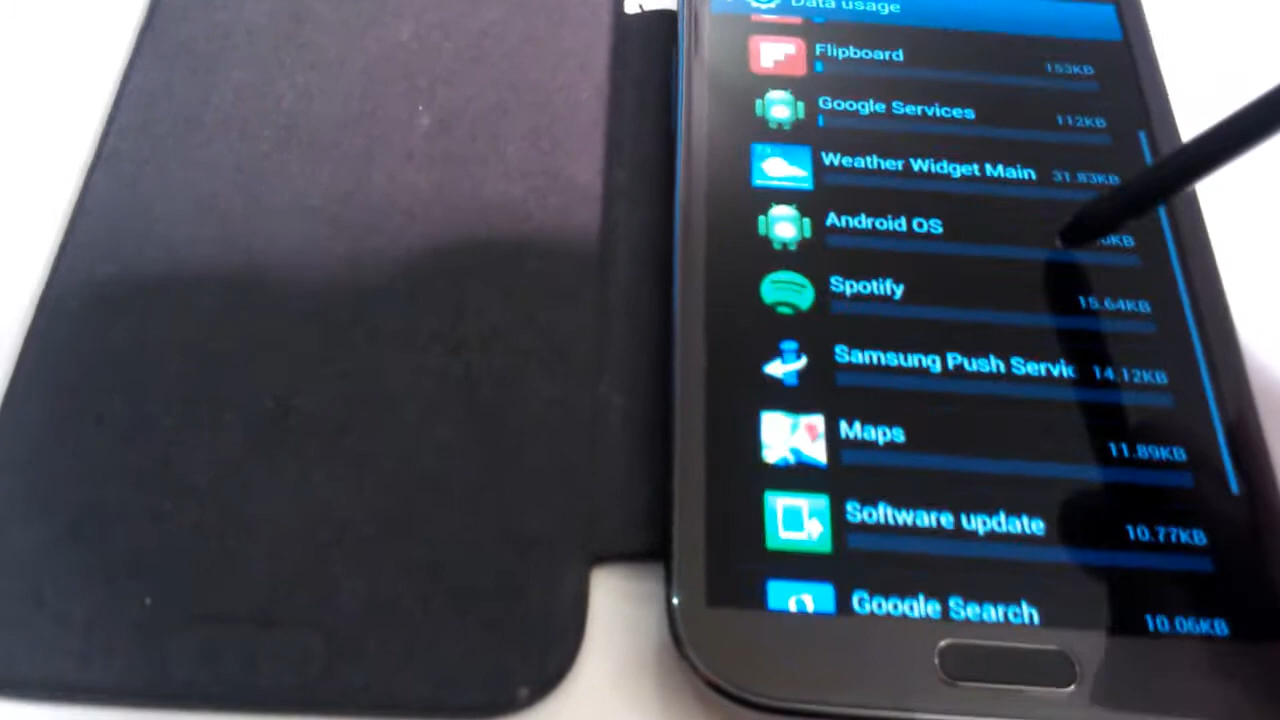 Data usage
Flipboard 153KB
Google Services 112KB
Weather Widget Main 31.83KB
Android OS
Spotify 15.64KB
Samsung Push Servic 14.12KB
Maps 11.89KB
Software update 10.77KB
Google Search 10.06KB